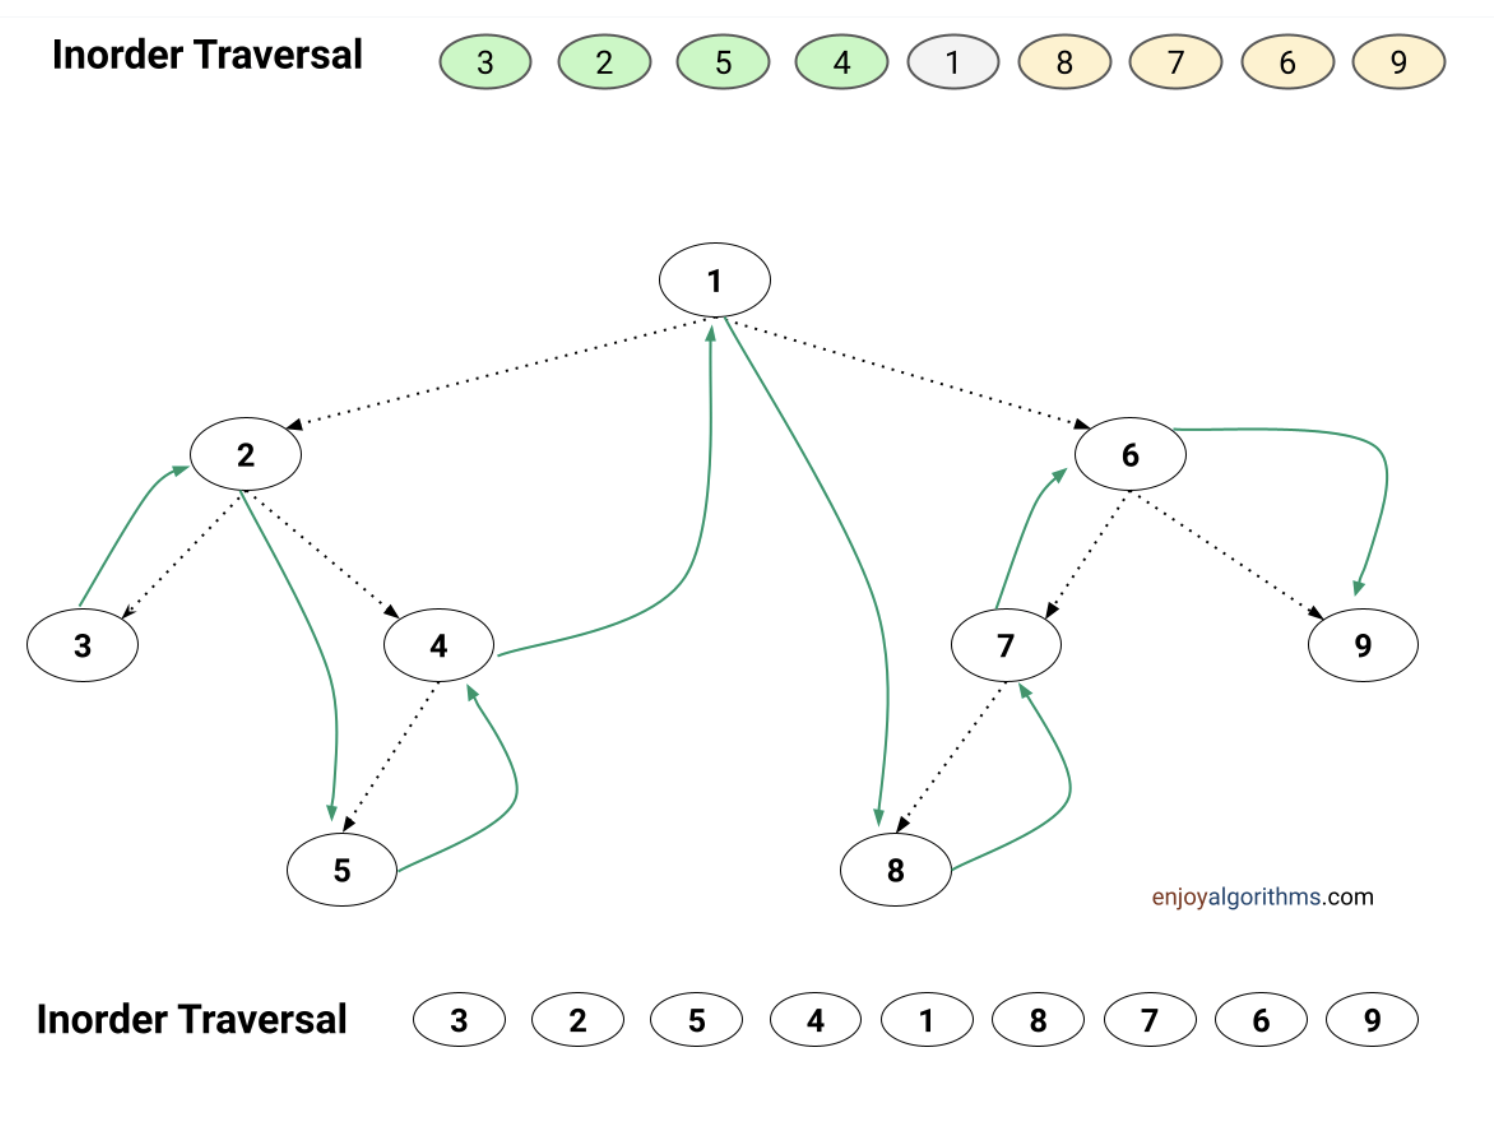 Inorder Traversal 3 2 5 4 1 8 7 6 9
1
2 6
3 4 7 9
5 8
enjoyalgorithms.com
Inorder Traversal 3 2 5 4 1 8 7 6 9